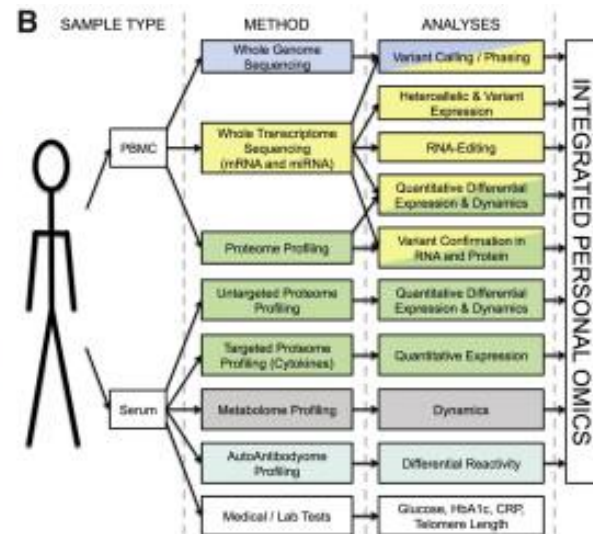 B
SAMPLE TYPE
METHOD
ANALYSES
PBMC
Serum
Whole Genome
Sequencing
Whole Transcriptome
Sequencing
(mRNA and miRNA)
Proteome Profiling
Untargeted Proteome
Profiling
Targeted Proteome
Profiling (Cytokines)
Metabolome Profiling
AutoAntibodyome
Profiling
Medical / Lab Tests
Variant Calling / Phasing
Heteroallelic & Variant
Expression
RNA-Editing
Quantitative Differential
Expression & Dynamics
Variant Confirmation in
RNA and Protein
Quantitative Differential
Expression & Dynamics
Quantitative Expression
Dynamics
Differential Reactivity
Glucose, HbA1c, CRP,
Telomere Length
INTEGRATED PERSONAL OMICS